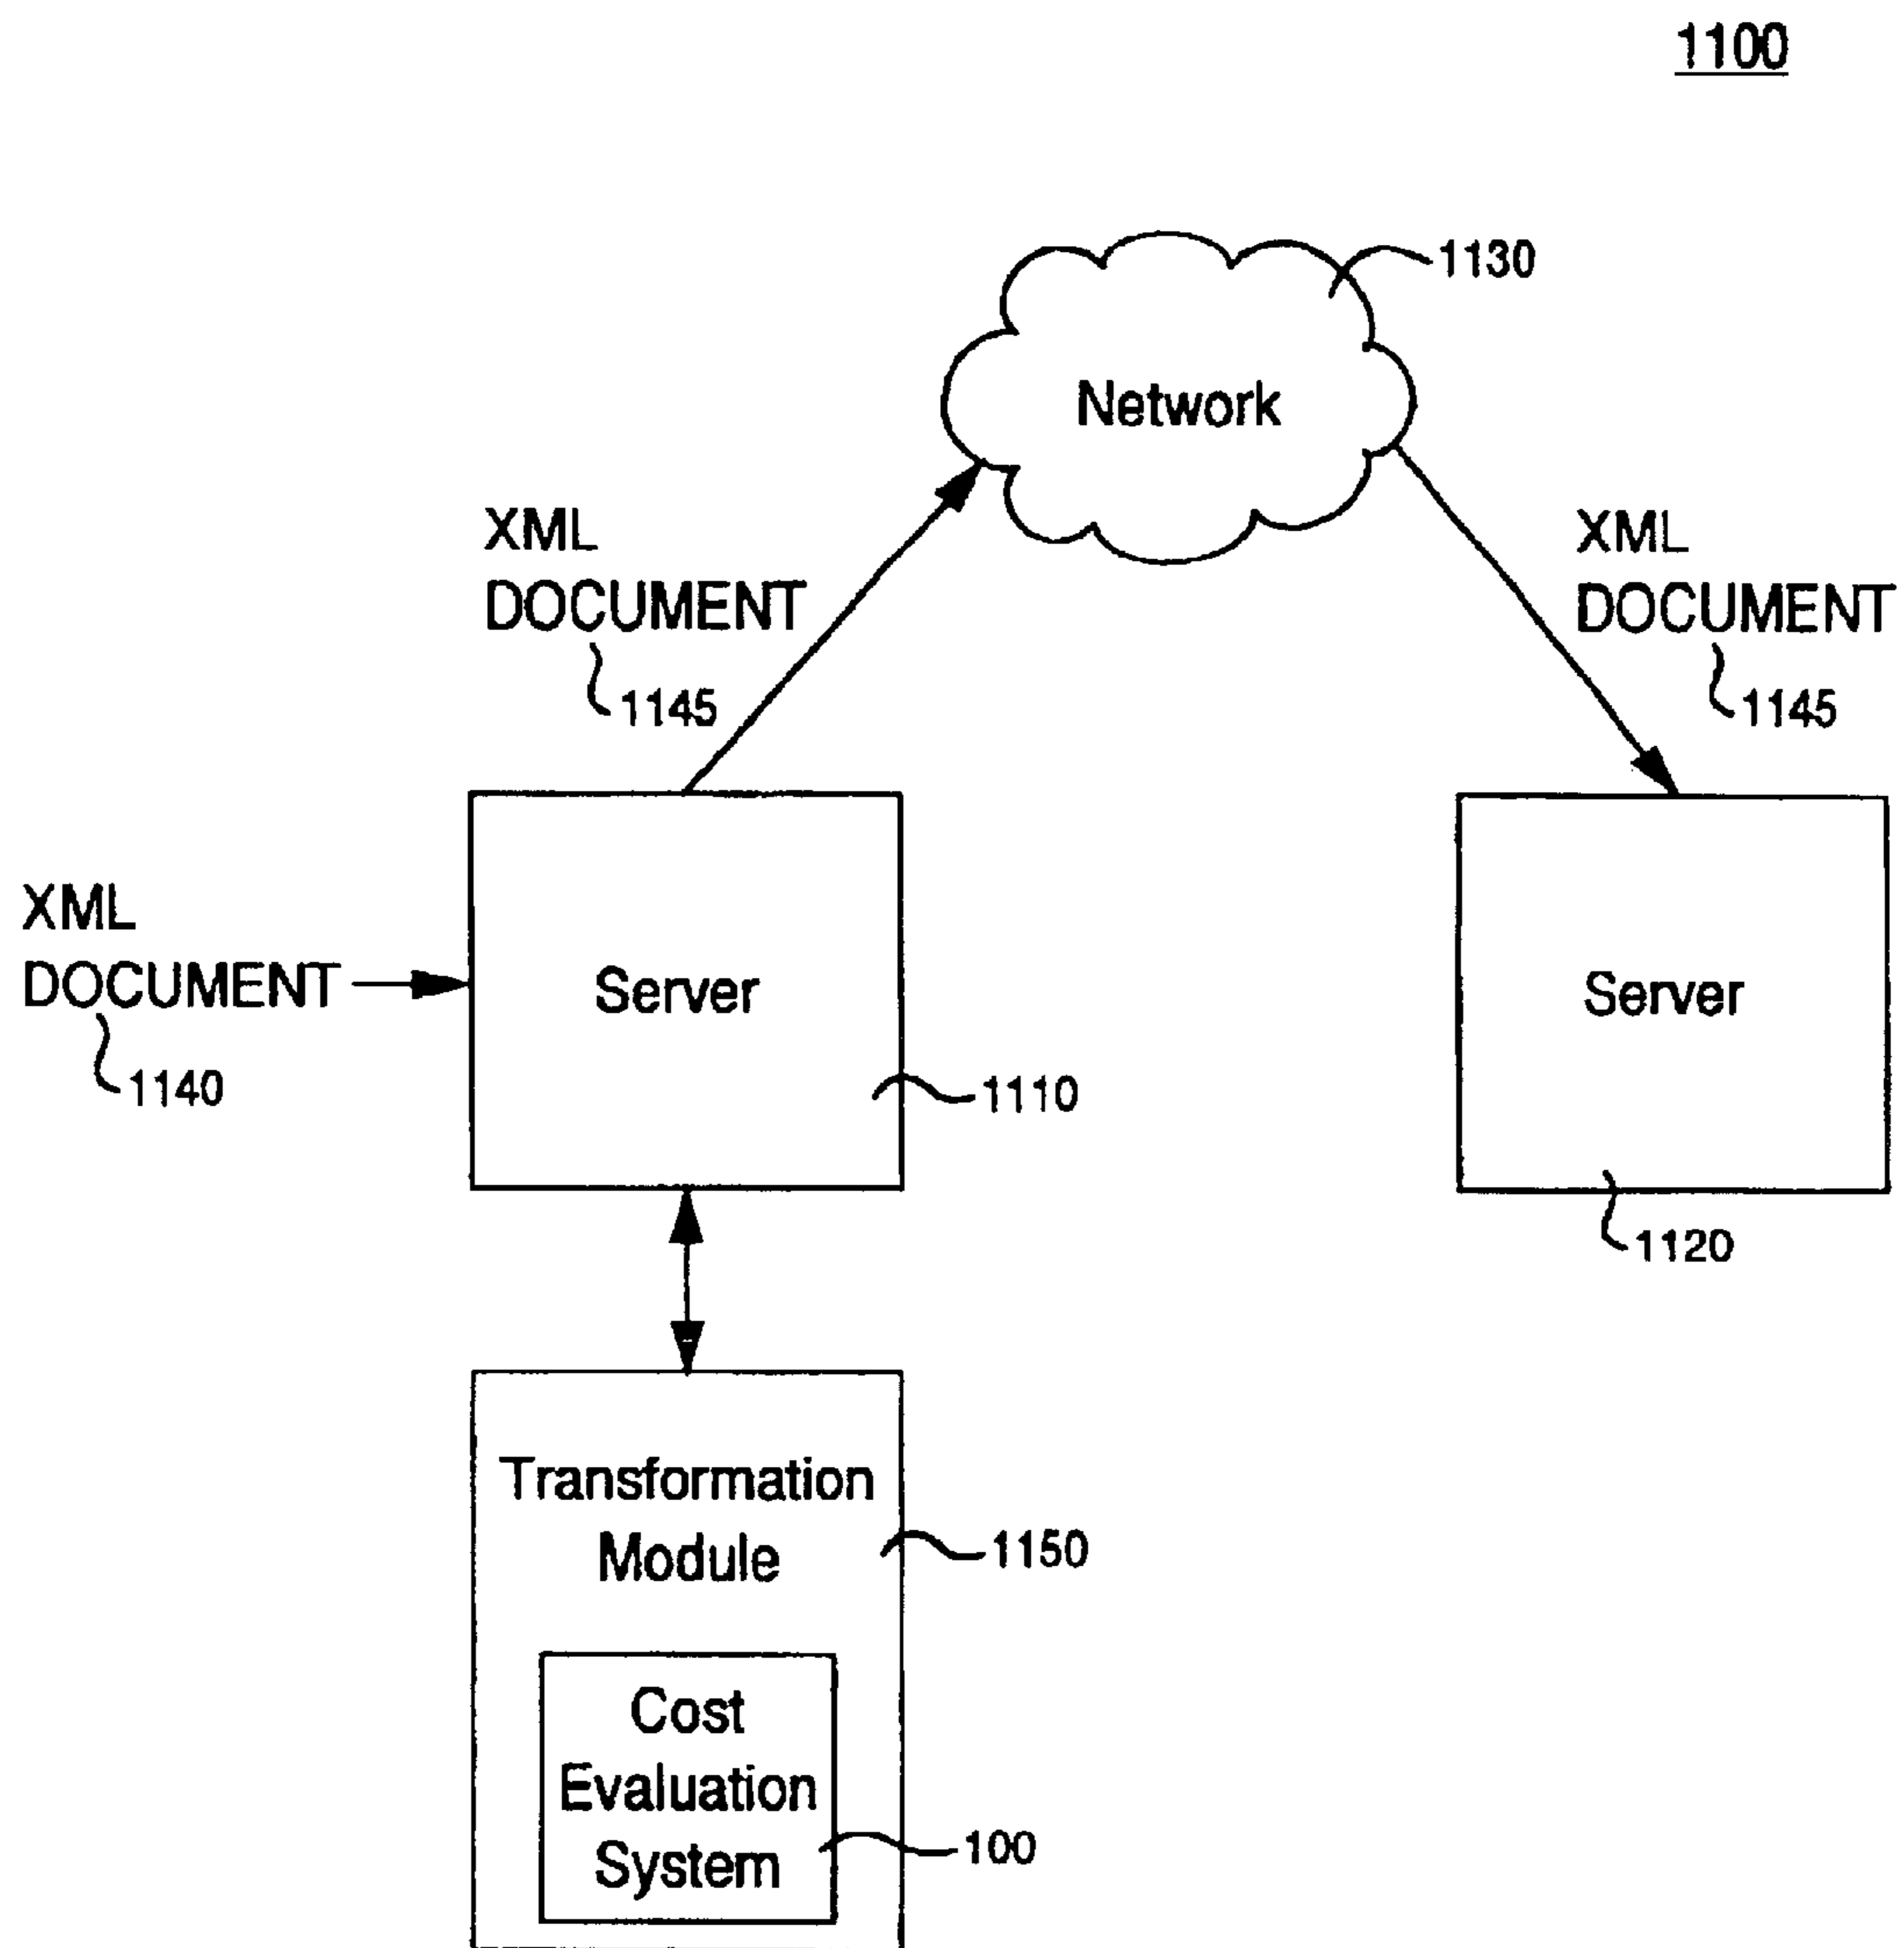 1100
1130
Network
XML
DOCUMENT
1145
XML
DOCUMENT
1145
XML
DOCUMENT
1140
Server
1110
Server
1120
Transformation
Module
1150
Cost
Evaluation
System
100